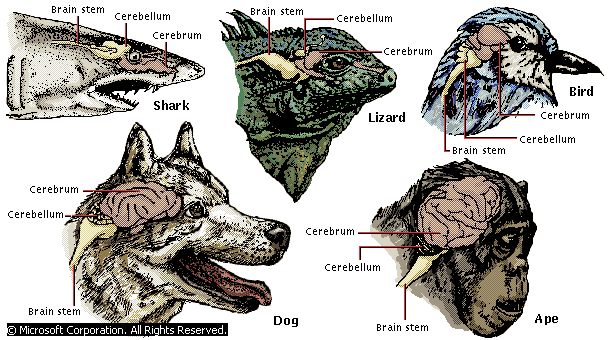 Brain stem
Cerebellum
Cerebrum
Shark
Brain stem
Cerebellum
Cerebrum
Lizard
Bird
Cerebrum
Cerebellum
Brain stem
Cerebrum
Cerebellum
Brain stem
Dog
Cerebrum
Cerebellum
Brain stem
Ape
© Microsoft Corporation. All Rights Reserved.